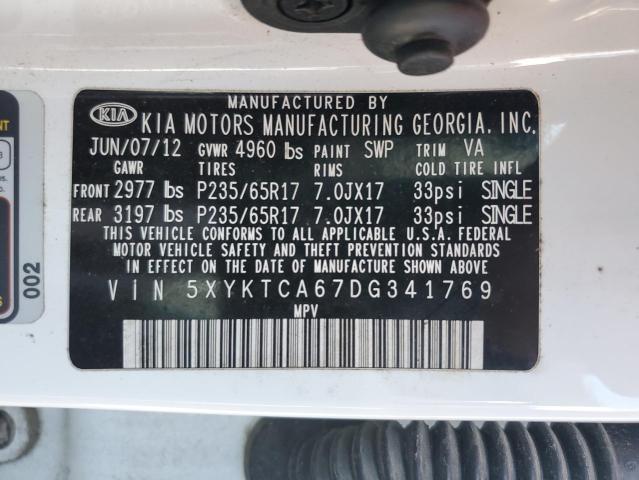 MANUFACTURED BY
KIA KIA MOTORS MANUFACTURING GEORGIA, INC.
JUN/07/12 GVWR 4960 lbs PAINT SWP TRIM VA
GAWR TIRES RIMS COLD TIRE INFL
FRONT 2977 lbs P235/65R17 7.0JX17 33psi SINGLE
REAR 3197 lbs P235/65R17 7.0JX17 33psi SINGLE
THIS VEHICLE CONFORMS TO ALL APPLICABLE U.S.A. FEDERAL
MOTOR VEHICLE SAFETY AND THEFT PREVENTION STANDARDS
IN EFFECT ON THE DATE OF MANUFACTURE SHOWN ABOVE.
ViN 5XYKTCA67DG341769
MPV
002